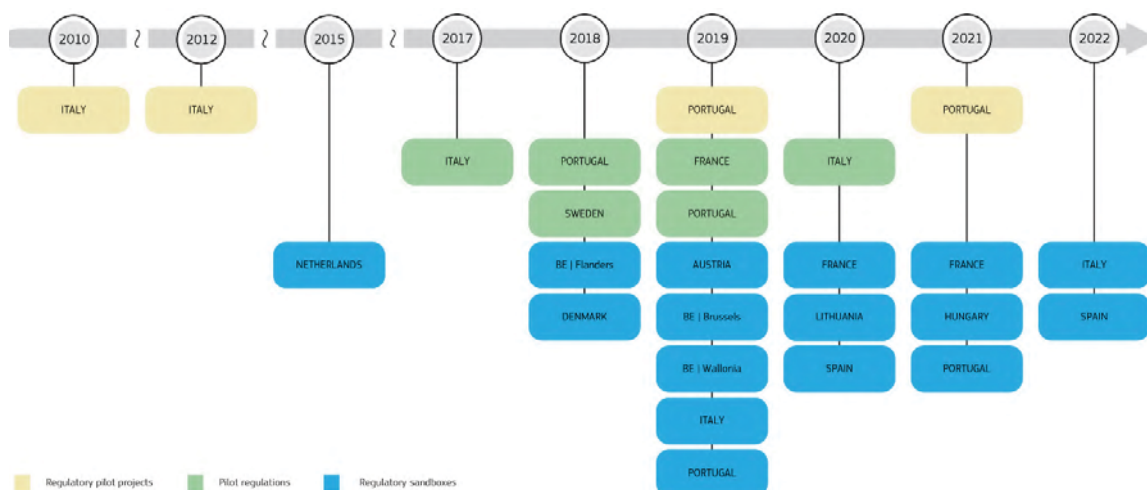 2010 2012 2015 2017 2018 2019 2020 2021 2022
ITALY ITALY PORTUGAL PORTUGAL
ITALY PORTUGAL FRANCE ITALY
SWEDEN PORTUGAL
NETHERLANDS BE | Flanders AUSTRIA FRANCE FRANCE ITALY
DENMARK BE | Brussels LITHUANIA HUNGARY SPAIN
BE | Wallonia SPAIN PORTUGAL
ITALY
PORTUGAL
Regulatory pilot projects Pilot regulations Regulatory sandboxes